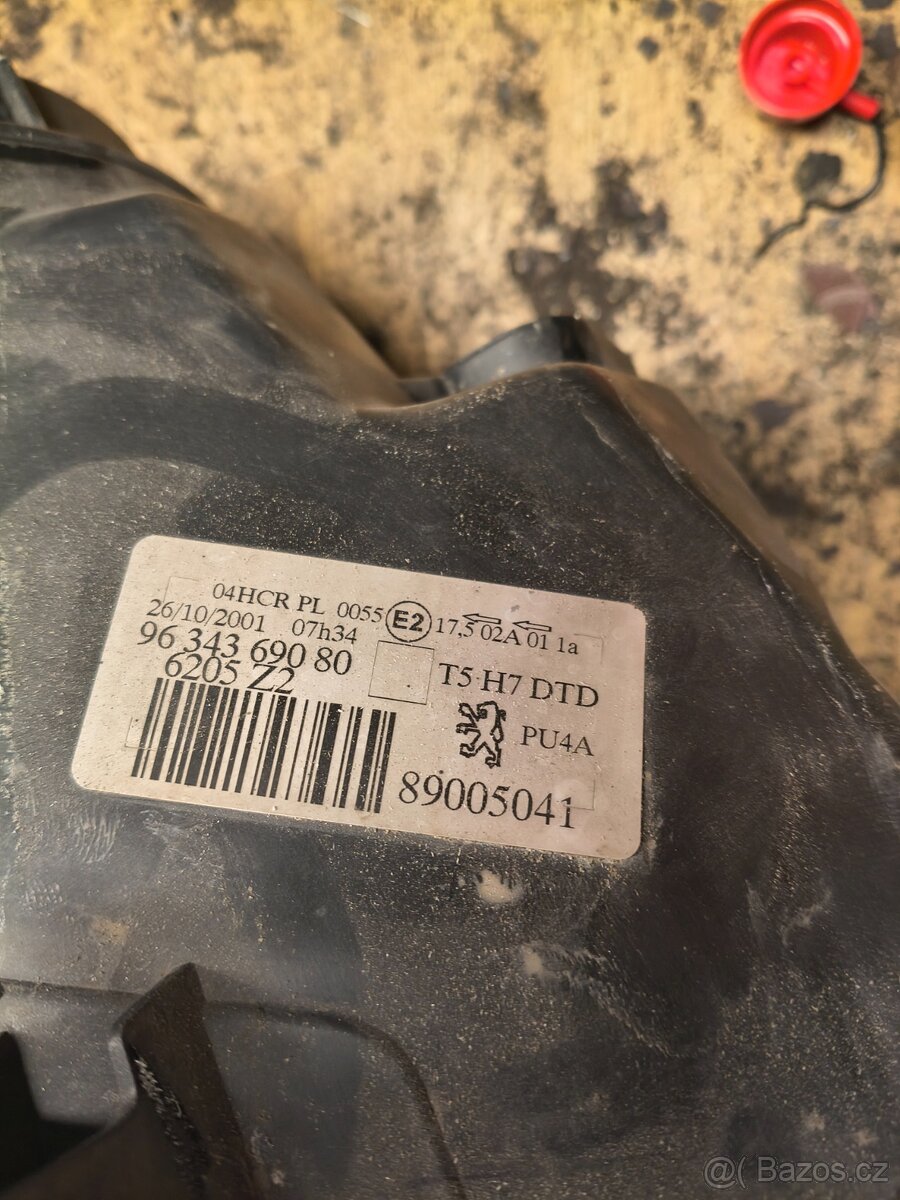 04HCR PL 0055 E2 17,5 02A 01 1a
26/10/2001 07h34
96 343 690 80
6205 Z2
T5 H7 DTD
PU4A
89005041
@( Bazos.cz